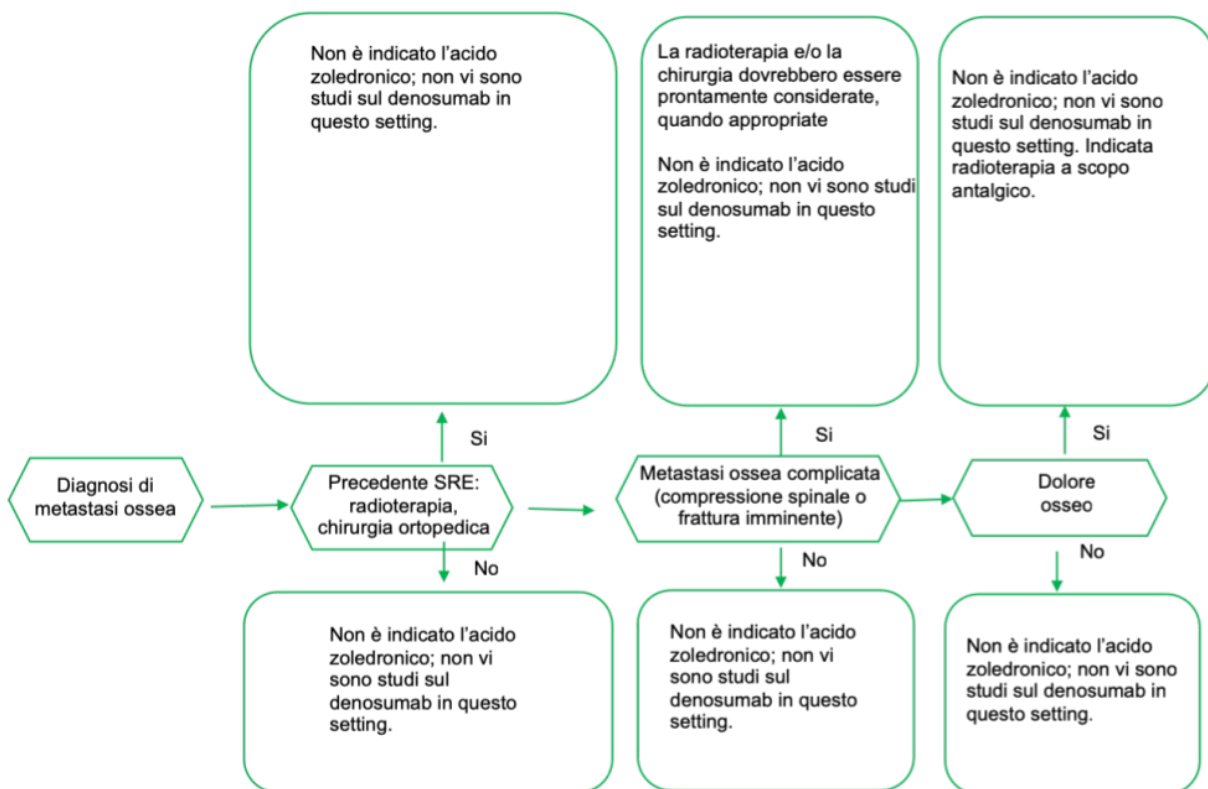 Non è indicato l'acido
zoledronico; non vi sono
studi sul denosumab in
questo setting.
La radioterapia e/o la
chirurgia dovrebbero essere
prontamente considerate,
quando appropriate
Non è indicato l'acido
zoledronico; non vi sono studi
sul denosumab in questo
setting.
Non è indicato l'acido
zoledronico; non vi sono
studi sul denosumab in
questo setting. Indicata
radioterapia a scopo
antalgico.
Si
Si
Si
Diagnosi di
metastasi ossea
Precedente SRE:
radioterapia,
chirurgia ortopedica
Metastasi ossea complicata
(compressione spinale o
frattura imminente)
Dolore
osseo
No
No
No
Non è indicato l'acido
zoledronico; non vi
sono studi sul
denosumab in questo
setting.
Non è indicato l'acido
zoledronico; non vi
sono studi sul
denosumab in questo
setting.
Non è indicato l'acido
zoledronico; non vi sono
studi sul denosumab in
questo setting.